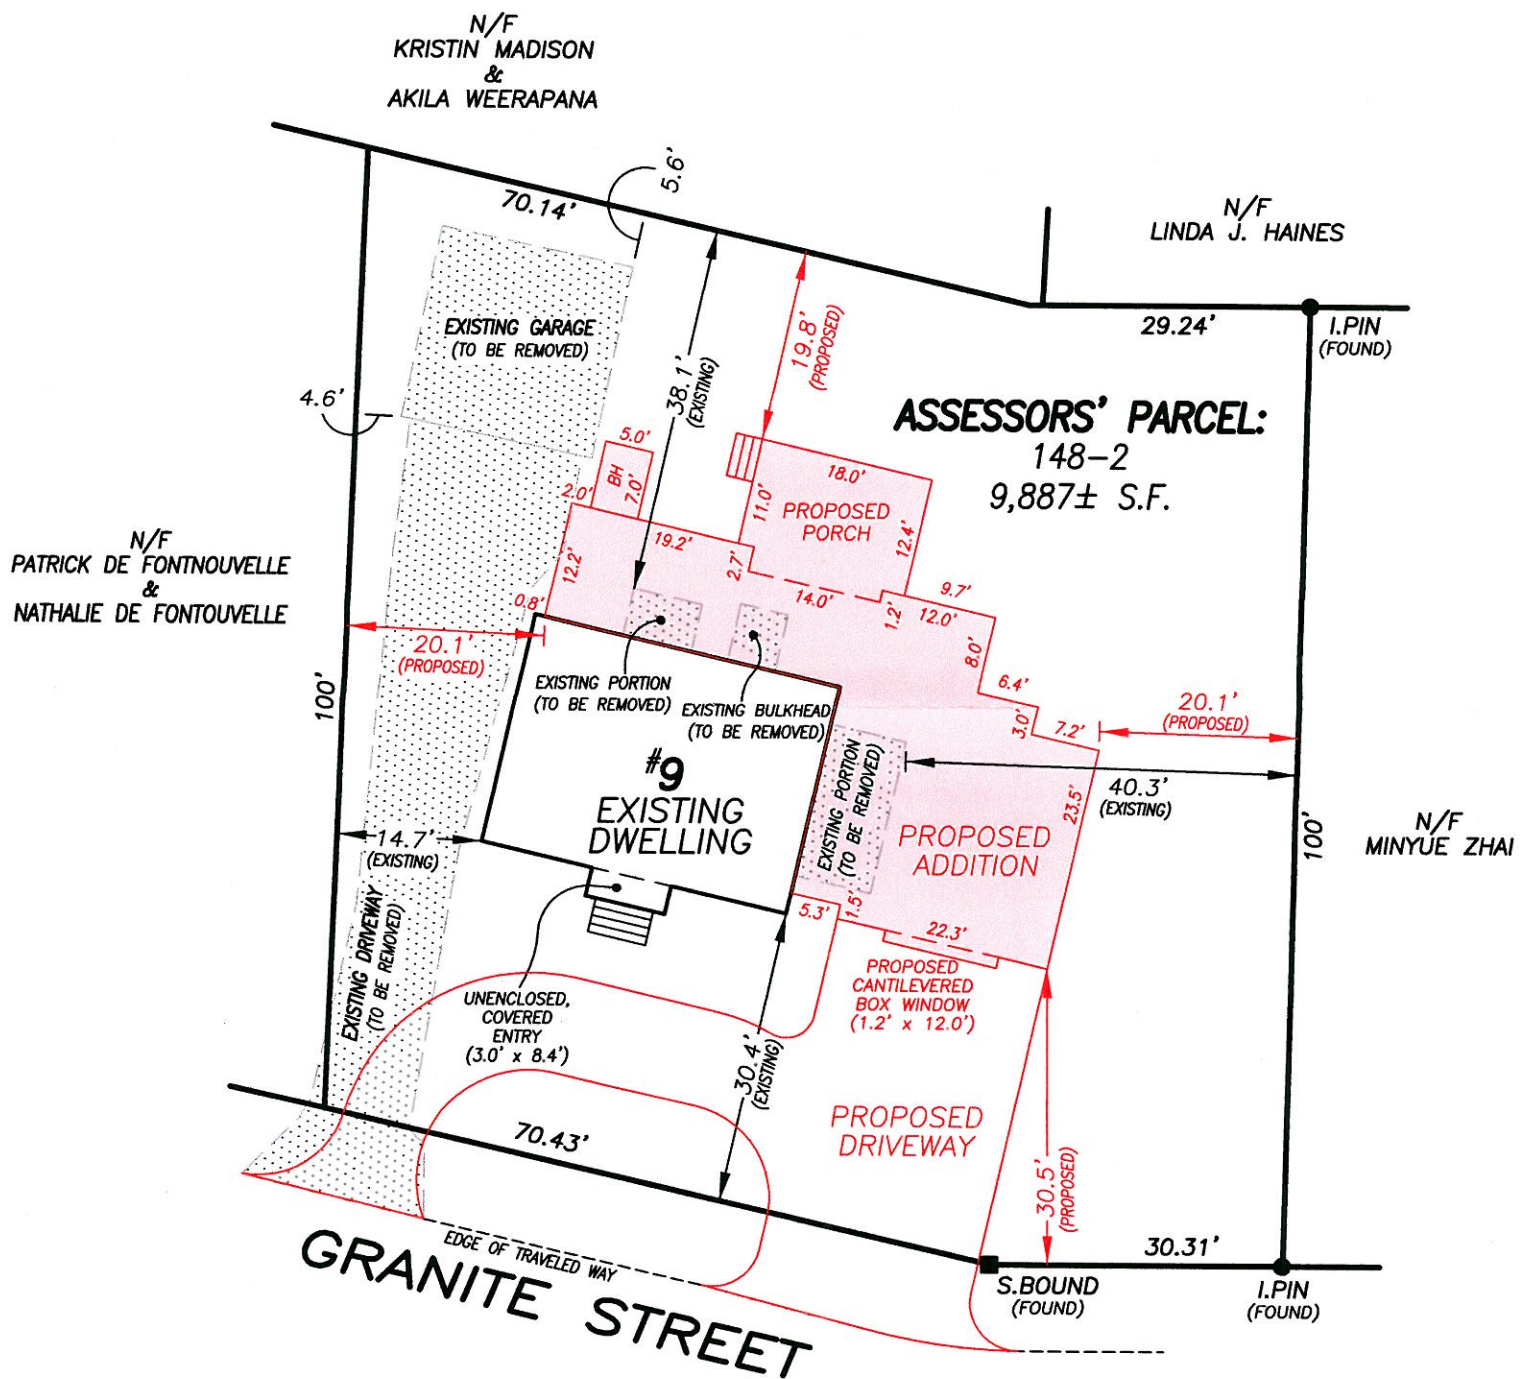 N/F
KRISTIN MADISON
&
AKILA WEERAPANA
5.6'
70.14'
N/F
LINDA J. HAINES
29.24'
I.PIN
(FOUND)
EXISTING GARAGE
(TO BE REMOVED)
38.1'
(EXISTING)
19.8'
(PROPOSED)
4.6'
ASSESSORS' PARCEL:
148-2
9,887± S.F.
5.0'
BH
7.0'
2.0'
18.0'
11.0'
PROPOSED
PORCH
12.4'
N/F
PATRICK DE FONTNOUVELLE
&
NATHALIE DE FONTOUVELLE
19.2'
2.7'
12.2'
0.8'
14.0'
1.2'
9.7'
12.0'
8.0'
20.1'
(PROPOSED)
EXISTING PORTION
(TO BE REMOVED)
EXISTING BULKHEAD
(TO BE REMOVED)
6.4'
3.0'
7.2'
20.1'
(PROPOSED)
100'
#9
EXISTING
DWELLING
EXISTING PORTION
(TO BE REMOVED)
40.3'
(EXISTING)
23.5'
PROPOSED
ADDITION
100'
N/F
MINYUE ZHAI
14.7'
(EXISTING)
5.3'
1.5'
22.3'
EXISTING DRIVEWAY
(TO BE REMOVED)
UNENCLOSED,
COVERED
ENTRY
(3.0' x 8.4')
PROPOSED
CANTILEVERED
BOX WINDOW
(1.2' x 12.0')
30.4'
(EXISTING)
PROPOSED
DRIVEWAY
70.43'
30.5'
(PROPOSED)
30.31'
S.BOUND
(FOUND)
I.PIN
(FOUND)
EDGE OF TRAVELED WAY
GRANITE STREET